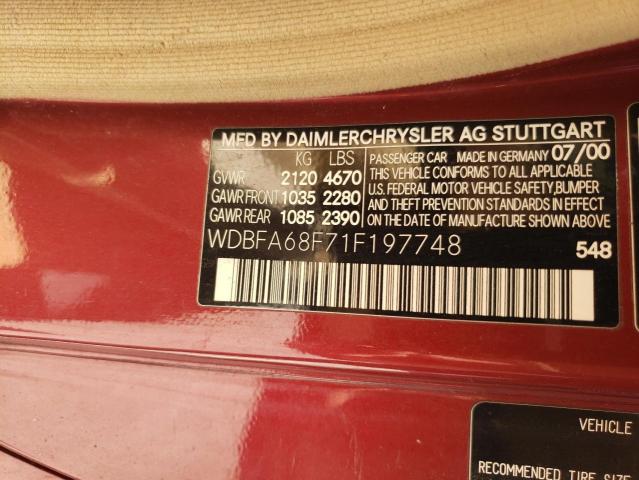 MFD BY DAIMLERCHRYSLER AG STUTTGART
KG LBS
GVWR 2120 4670
GAWR FRONT 1035 2280
GAWR REAR 1085 2390
PASSENGER CAR MADE IN GERMANY 07/00
THIS VEHICLE CONFORMS TO ALL APPLICABLE
U.S. FEDERAL MOTOR VEHICLE SAFETY, BUMPER
AND THEFT PREVENTION STANDARDS IN EFFECT
ON THE DATE OF MANUFACTURE SHOWN ABOVE.
WDBFA68F71F197748 548
VEHICLE
RECOMMENDED TIRE SIZE